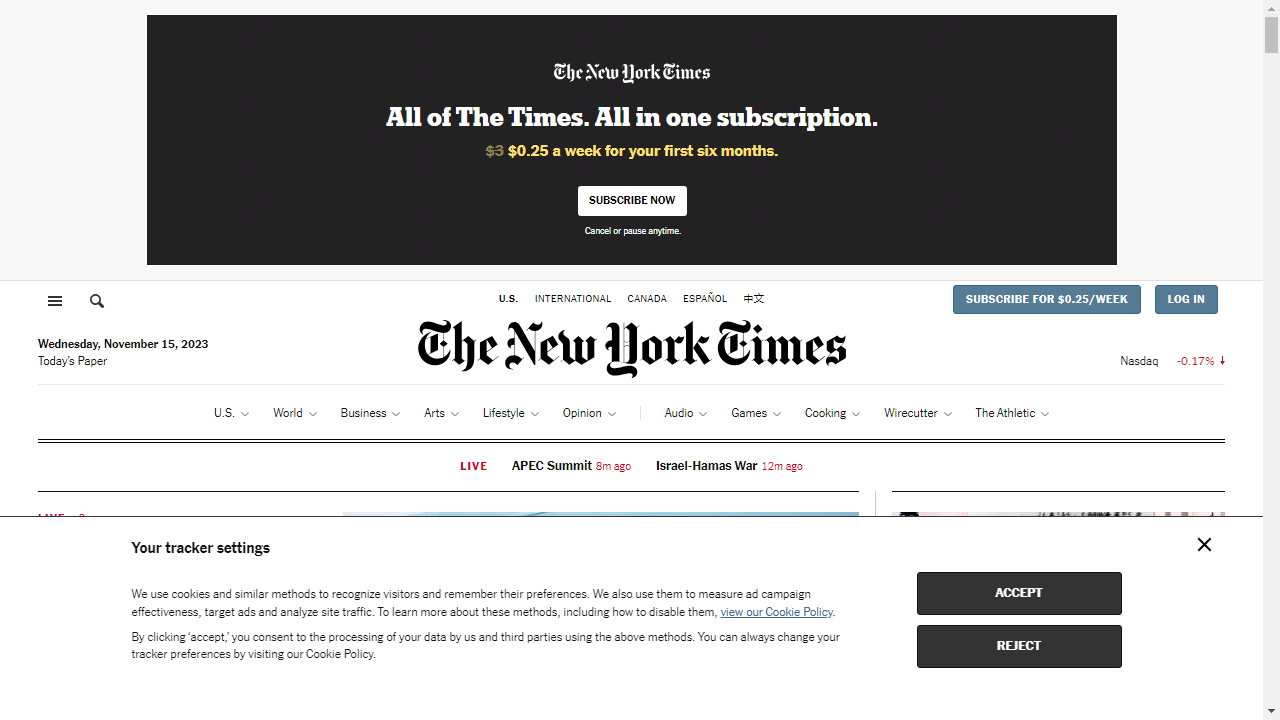 The New York Times
All of The Times. All in one subscription.
$3 $0.25 a week for your first six months.
SUBSCRIBE NOW
Cancel or pause anytime.
U.S. INTERNATIONAL CANADA ESPAÑOL 中文
SUBSCRIBE FOR $0.25/WEEK LOG IN
The New York Times
Wednesday, November 15, 2023
Today's Paper
Nasdaq -0.17%
U.S. World Business Arts Lifestyle Opinion Audio Games Cooking Wirecutter The Athletic
LIVE APEC Summit 8m ago Israel-Hamas War 12m ago
Your tracker settings
We use cookies and similar methods to recognize visitors and remember their preferences. We also use them to measure ad campaign
effectiveness, target ads and analyze site traffic. To learn more about these methods, including how to disable them, view our Cookie Policy.
By clicking ‘accept,’ you consent to the processing of your data by us and third parties using the above methods. You can always change your
tracker preferences by visiting our Cookie Policy.
ACCEPT
REJECT